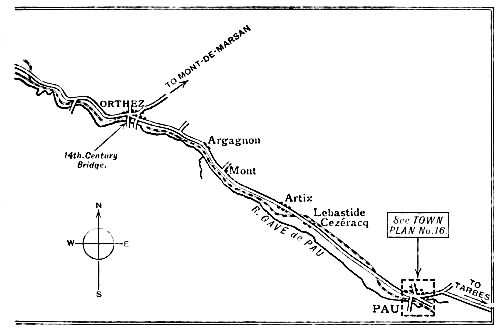 TO MONT-DE-MARSAN
ORTHEZ
14th.Century
Bridge.
Argagnon
Mont
Artix
Lebastide
Cezéracq
R. GAVE de PAU
N
W
E
S
See TOWN
PLAN No.16.
TO
TARBES
PAU